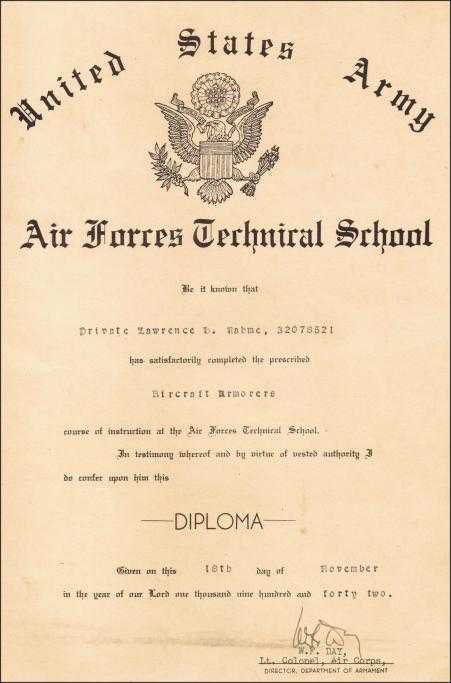 United States Army
Air Forces Technical School
Be it known that
Private Lawrence D. Nabme, 32078521
has satisfactorily completed the prescribed
Aircraft Armorers
course of instruction at the Air Forces Technical School.
In testimony whereof and by virtue of vested authority I
do confer upon him this
DIPLOMA
Given on this 18th day of November
in the year of our Lord one thousand nine hundred and forty two.
W.F. DAY,
Lt. Colonel, Air Corps,
DIRECTOR, DEPARTMENT OF ARMAMENT